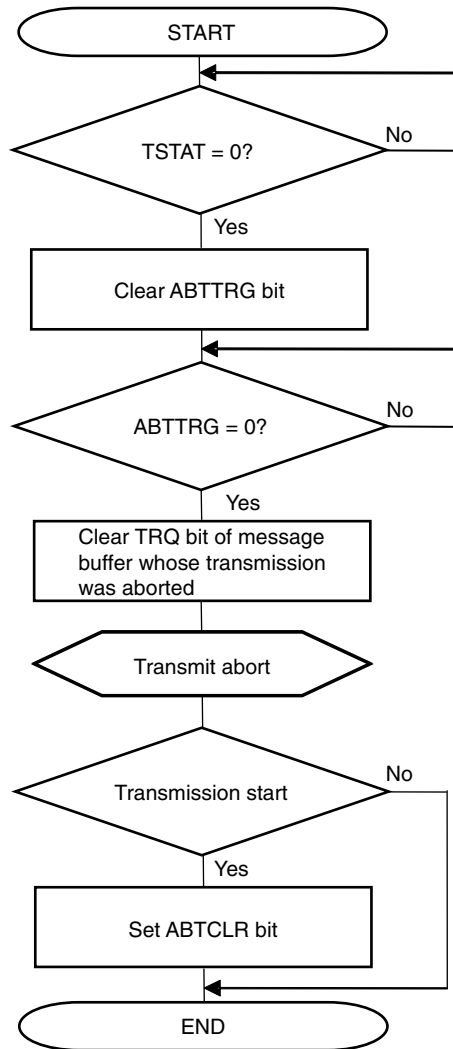 START
TSTAT = 0?
No
Yes
Clear ABTTRG bit
ABTTRG = 0?
No
Yes
Clear TRQ bit of message
buffer whose transmission
was aborted
Transmit abort
Transmission start
No
Yes
Set ABTCLR bit
END